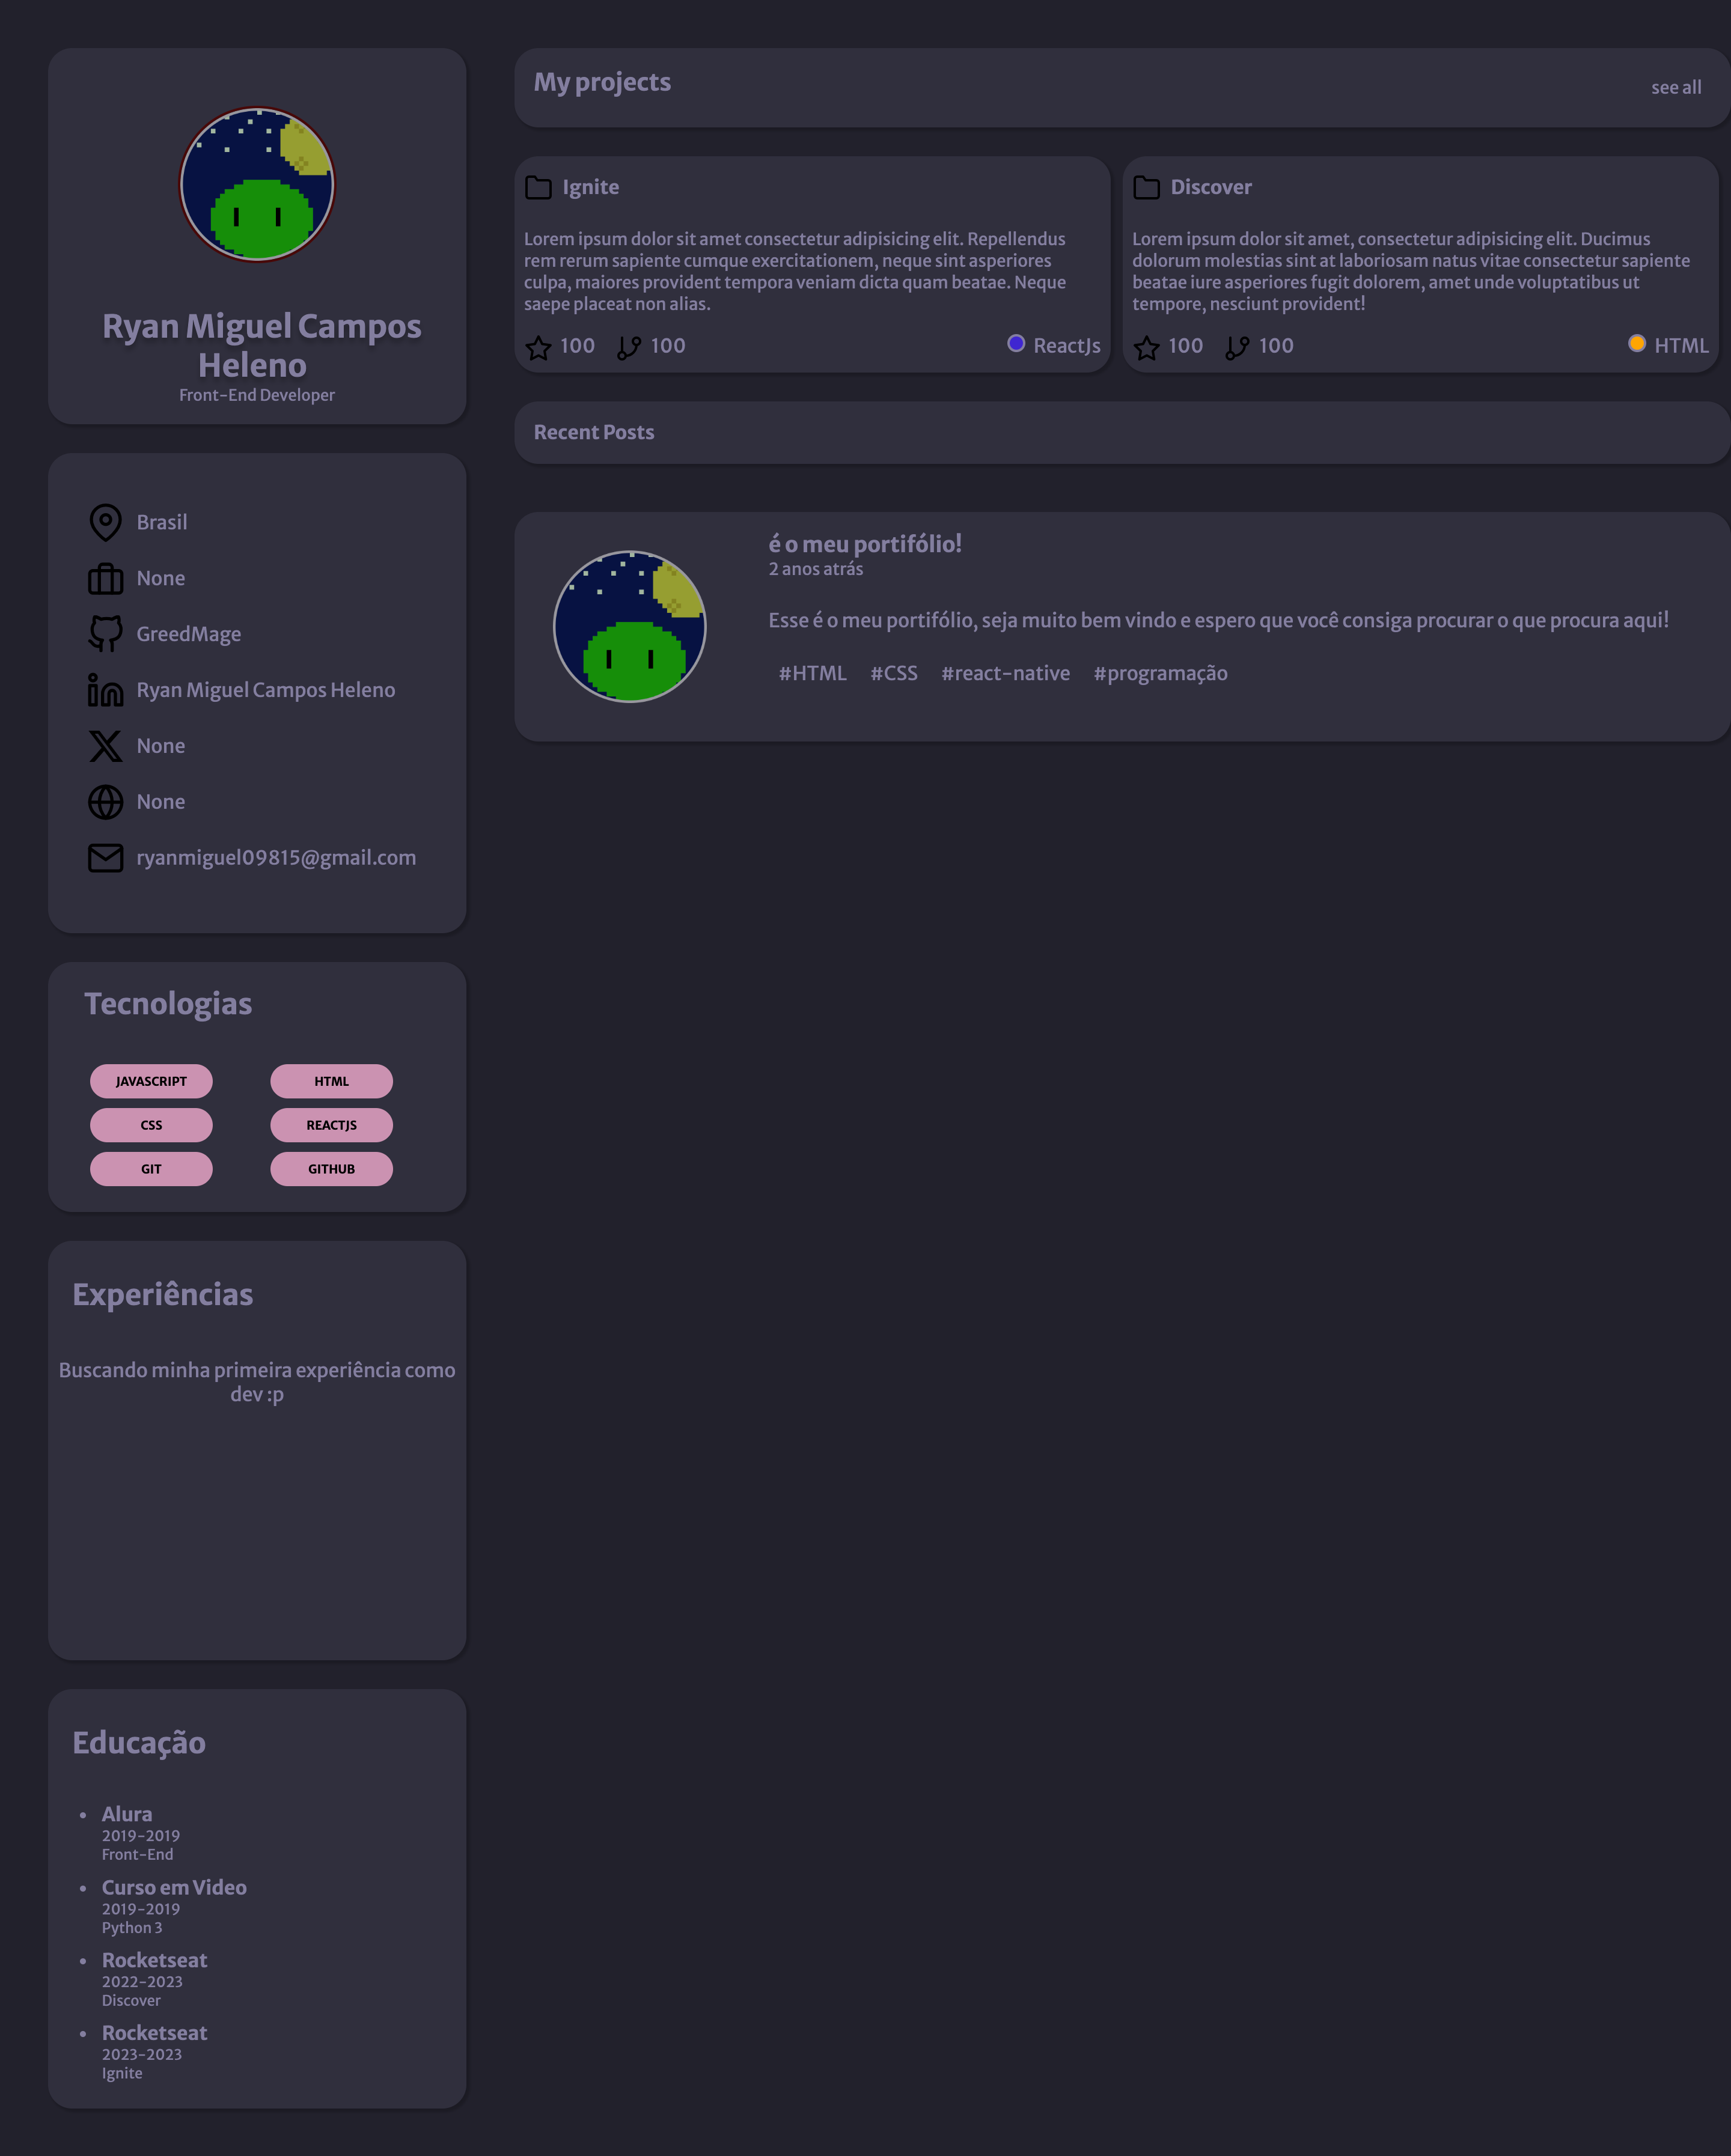 Ryan Miguel Campos
Heleno
Front-End Developer
Brasil
None
GreedMage
Ryan Miguel Campos Heleno
None
None
ryanmiguel09815@gmail.com
Tecnologias
JAVASCRIPT
HTML
CSS
REACTJS
GIT
GITHUB
Experiências
Buscando minha primeira experiência como
dev :p
Educação
Alura
2019-2019
Front-End
Curso em Video
2019-2019
Python 3
Rocketseat
2022-2023
Discover
Rocketseat
2023-2023
Ignite
My projects
see all
Ignite
Lorem ipsum dolor sit amet consectetur adipisicing elit. Repellendus
rem rerum sapiente cumque exercitationem, neque sint asperiores
culpa, maiores provident tempora veniam dicta quam beatae. Neque
saepe placeat non alias.
100 100 ReactJs
Discover
Lorem ipsum dolor sit amet, consectetur adipisicing elit. Ducimus
dolorum molestias sint at laboriosam natus vitae consectetur sapiente
beatae iure asperiores fugit dolorem, amet unde voluptatibus ut
tempore, nesciunt provident!
100 100 HTML
Recent Posts
é o meu portifólio!
2 anos atrás
Esse é o meu portifólio, seja muito bem vindo e espero que você consiga procurar o que procura aqui!
#HTML #CSS #react-native #programação